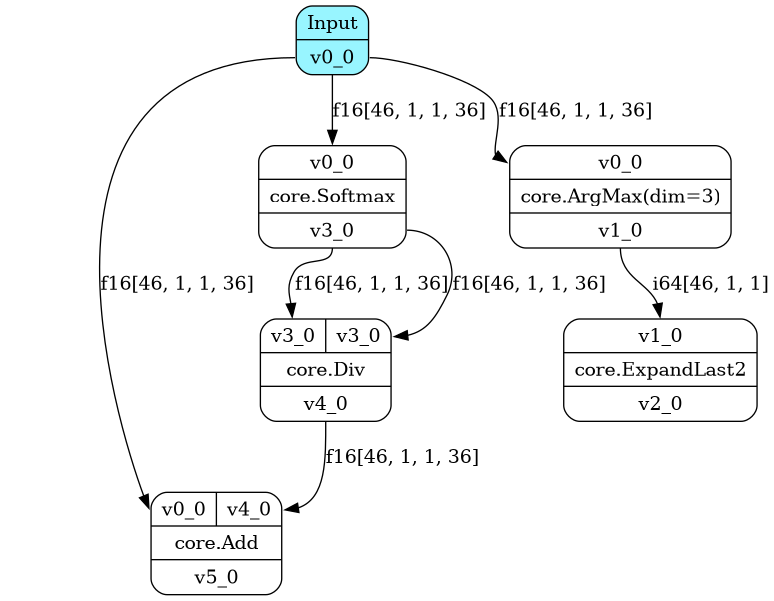 Input
v0_0
f16[46, 1, 1, 36]
f16[46, 1, 1, 36]
v0_0
core.Softmax
v3_0
v0_0
core.ArgMax(dim=3)
v1_0
f16[46, 1, 1, 36]
f16[46, 1, 1, 36]
f16[46, 1, 1, 36]
i64[46, 1, 1]
v3_0 v3_0
core.Div
v4_0
v1_0
core.ExpandLast2
v2_0
f16[46, 1, 1, 36]
v0_0 v4_0
core.Add
v5_0